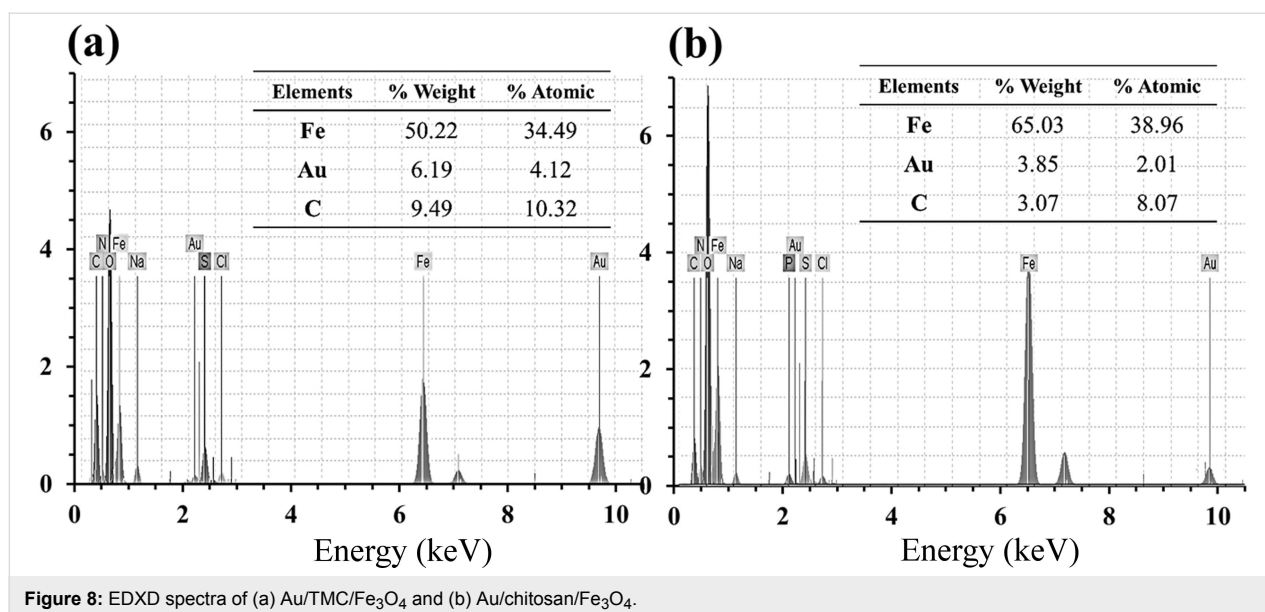 (a)
Elements % Weight % Atomic
Fe 50.22 34.49
Au 6.19 4.12
C 9.49 10.32
6
4
2
0
N Fe Au
C O Na S Cl Fe Au
0 2 4 6 8 10
Energy (keV)
(b)
Elements % Weight % Atomic
Fe 65.03 38.96
Au 3.85 2.01
C 3.07 8.07
6
4
2
0
N Fe Au
C O Na P S Cl Fe Au
0 2 4 6 8 10
Energy (keV)
Figure 8: EDXD spectra of (a) Au/TMC/Fe₃O₄ and (b) Au/chitosan/Fe₃O₄.